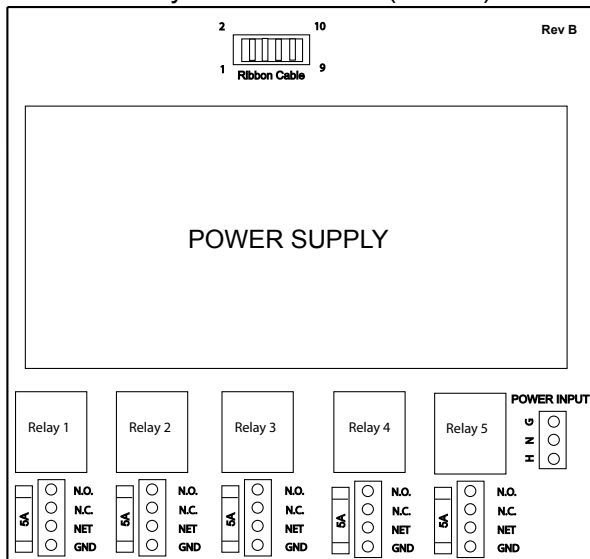 Rev B
2 10
1 9
Ribbon Cable
POWER SUPPLY
POWER INPUT
Relay 1 Relay 2 Relay 3 Relay 4 Relay 5
G
N
H
5A N.O. 5A N.O. 5A N.O. 5A N.O. 5A N.O.
N.C. N.C. N.C. N.C. N.C.
NET NET NET NET NET
GND GND GND GND GND